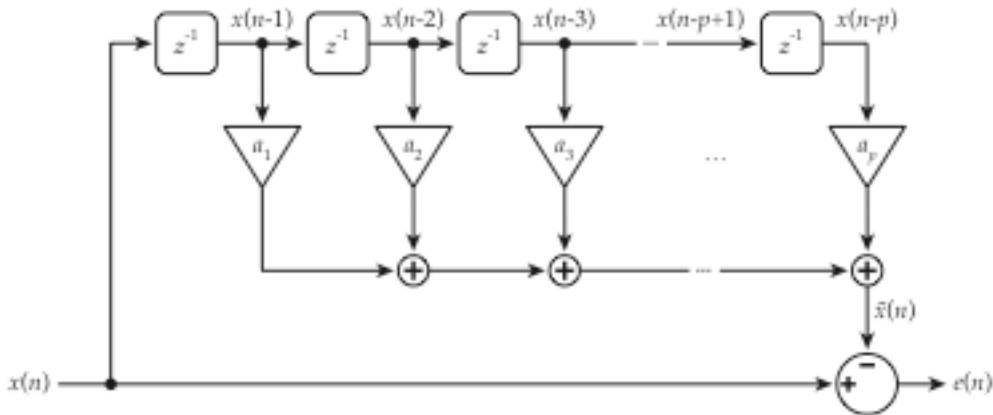 x(n-1) x(n-2) x(n-3) ... x(n-p+1) x(n-p)
z⁻¹ z⁻¹ z⁻¹ z⁻¹
a₁ a₂ a₃ ... aₚ
+ + ... +
x̃(n)
−
x(n) + e(n)